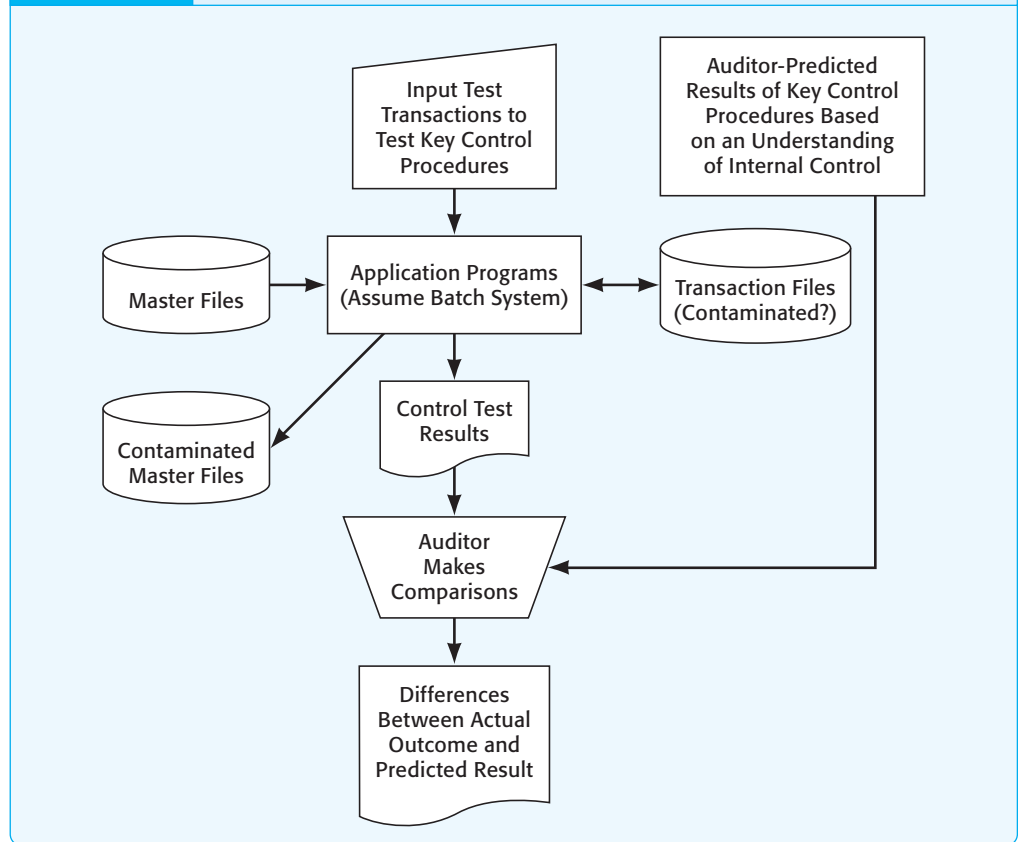 Input Test
Transactions to
Test Key Control
Procedures
Auditor-Predicted
Results of Key Control
Procedures Based
on an Understanding
of Internal Control
Master Files
Application Programs
(Assume Batch System)
Transaction Files
(Contaminated?)
Contaminated
Master Files
Control Test
Results
Auditor
Makes
Comparisons
Differences
Between Actual
Outcome and
Predicted Result